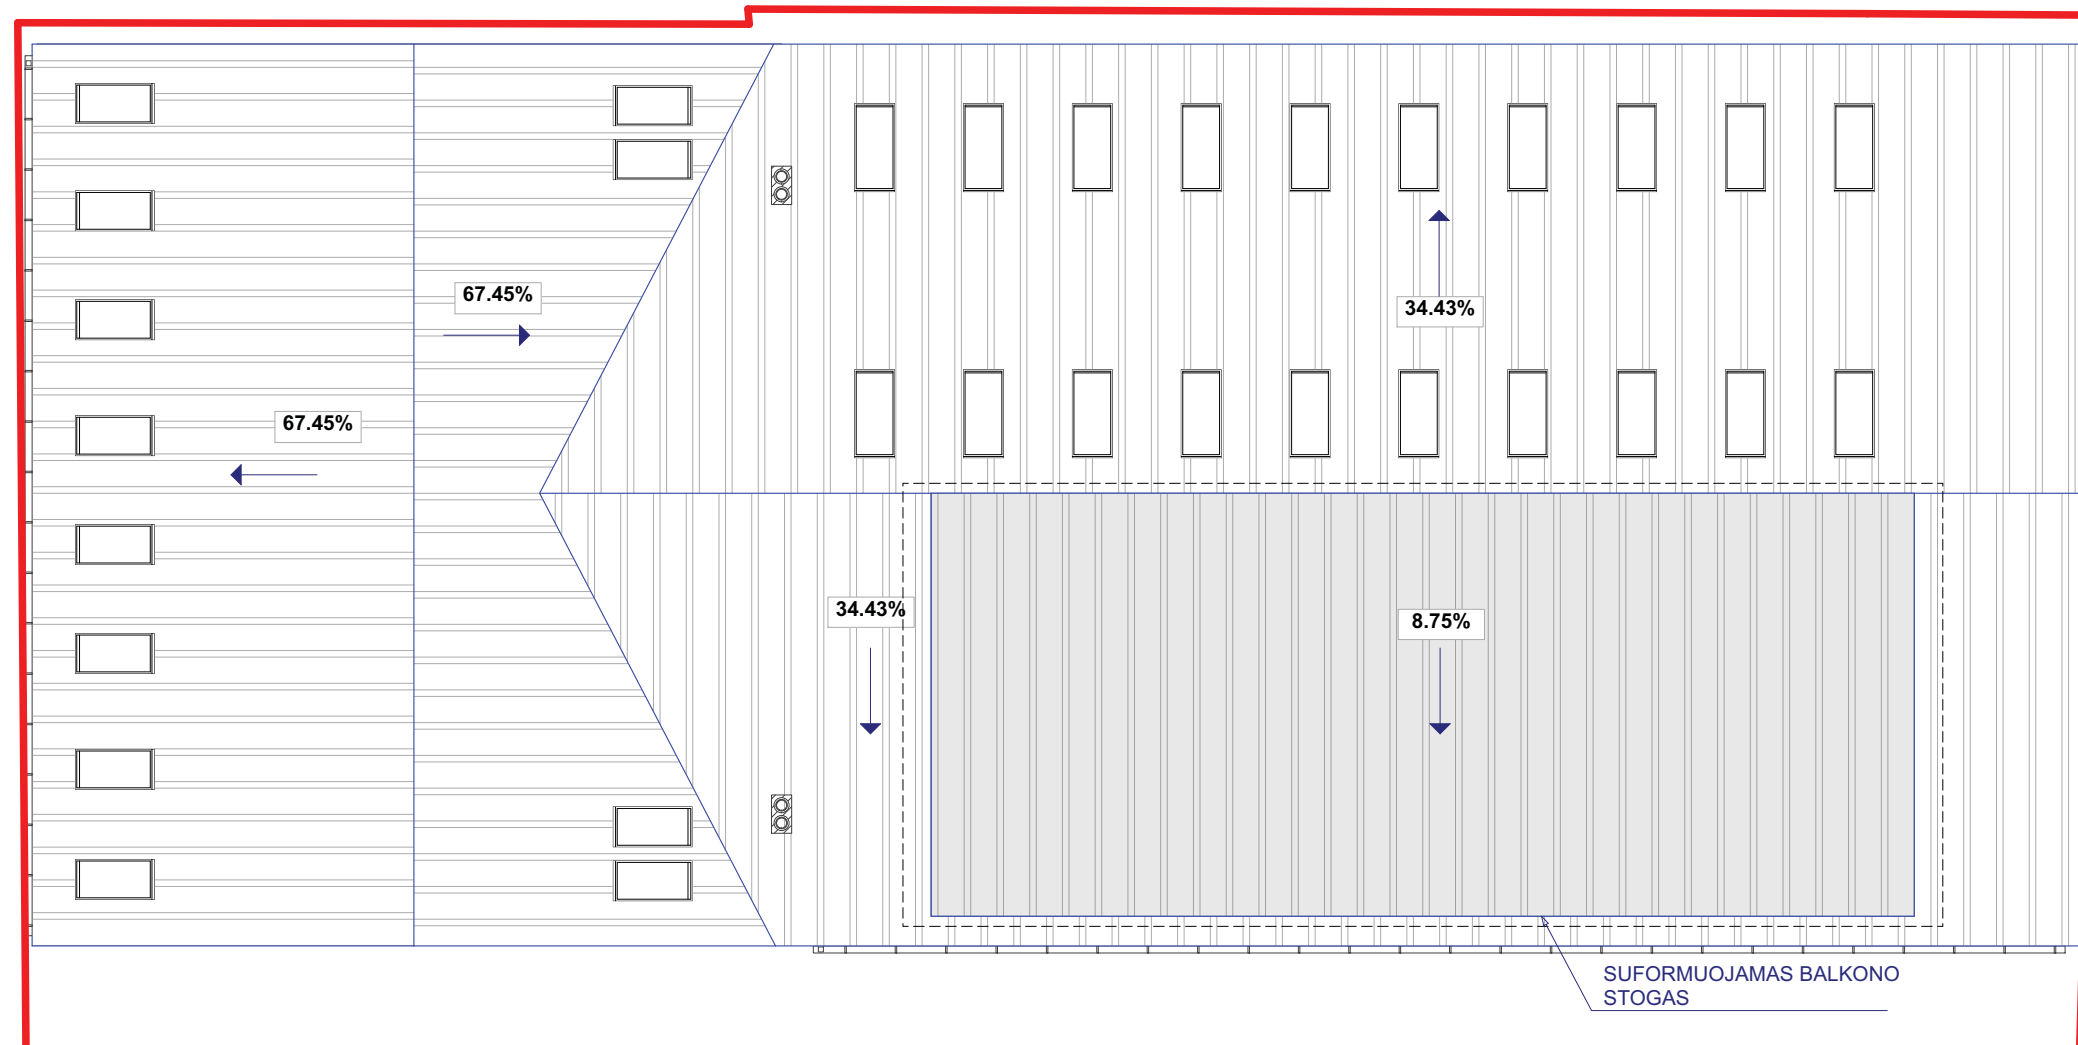 67.45%
34.43%
67.45%
34.43%
8.75%
SUFORMUOJAMAS BALKONO
STOGAS